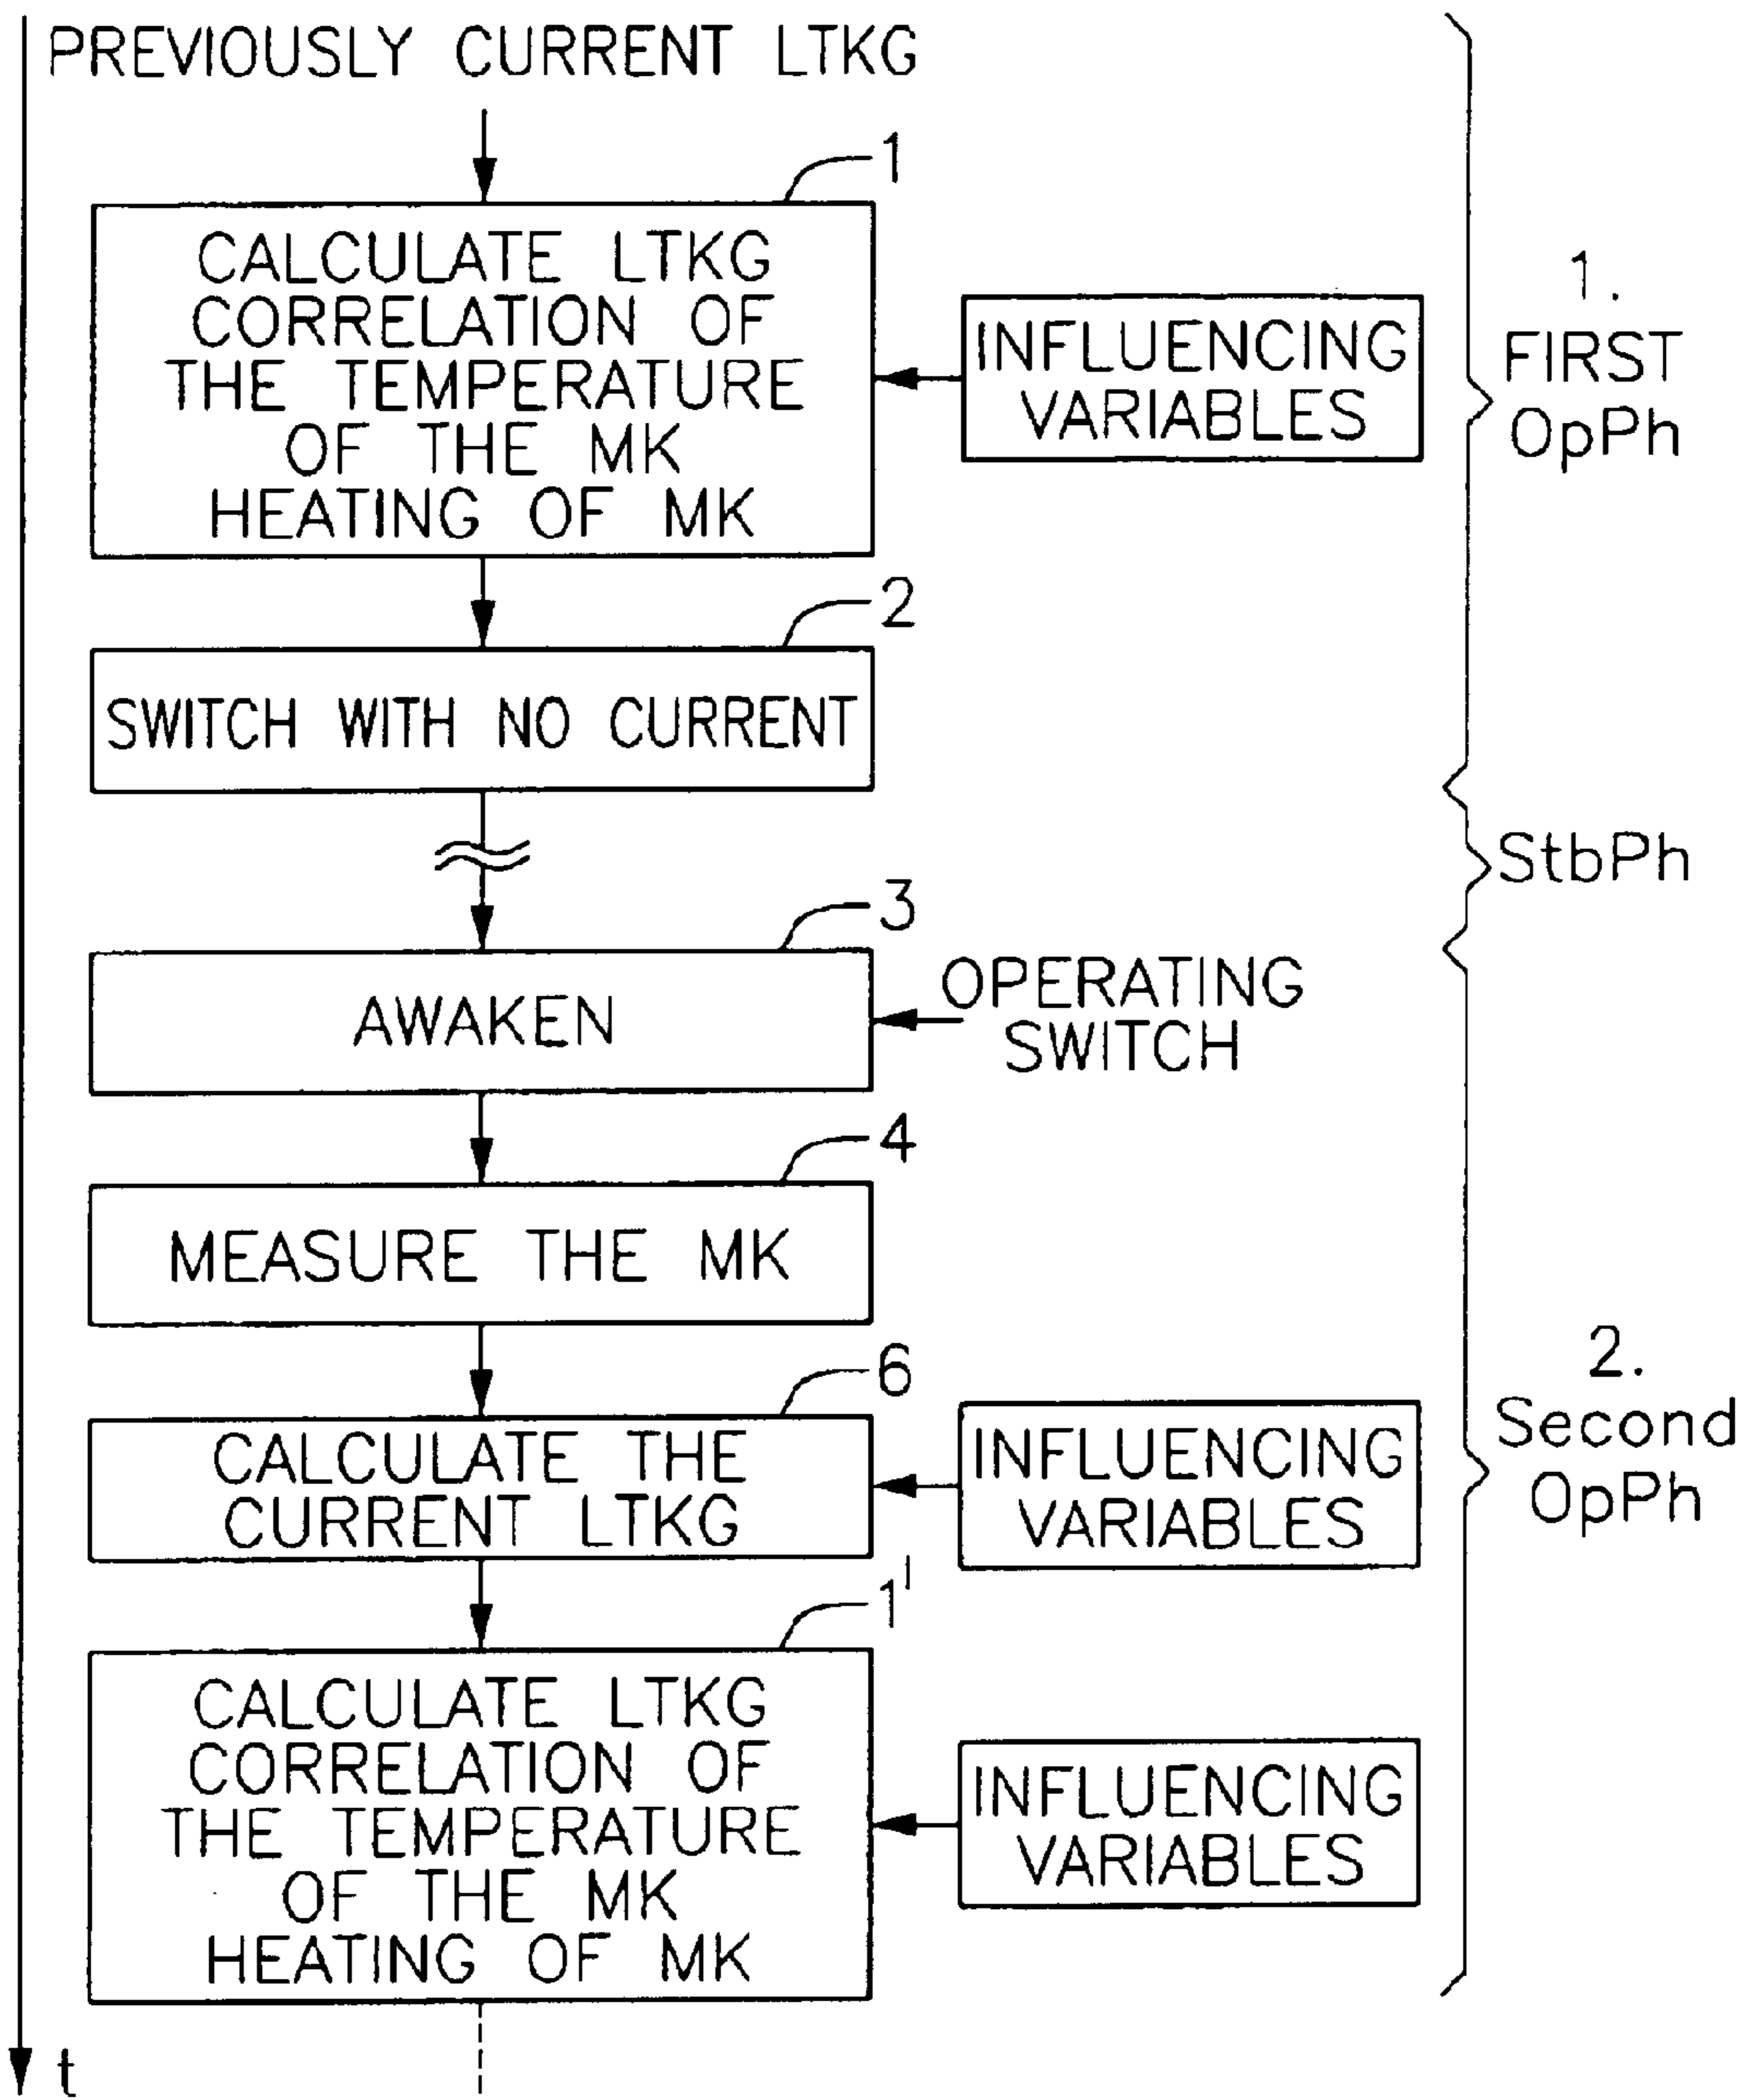 PREVIOUSLY CURRENT LTKG
1
CALCULATE LTKG
CORRELATION OF
THE TEMPERATURE
OF THE MK
HEATING OF MK
INFLUENCING
VARIABLES
1.
FIRST
OpPh
2
SWITCH WITH NO CURRENT
StbPh
3
AWAKEN
OPERATING
SWITCH
4
MEASURE THE MK
6
CALCULATE THE
CURRENT LTKG
INFLUENCING
VARIABLES
2.
Second
OpPh
1'
CALCULATE LTKG
CORRELATION OF
THE TEMPERATURE
OF THE MK
HEATING OF MK
INFLUENCING
VARIABLES
t